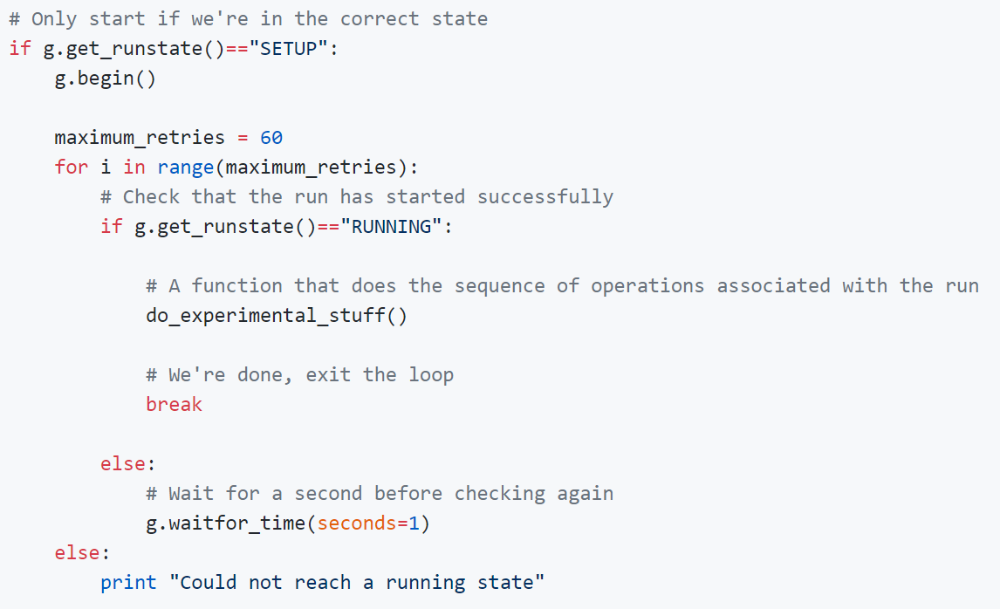 # Only start if we're in the correct state
if g.get_runstate()=="SETUP":
    g.begin()

    maximum_retries = 60
    for i in range(maximum_retries):
        # Check that the run has started successfully
        if g.get_runstate()=="RUNNING":

            # A function that does the sequence of operations associated with the run
            do_experimental_stuff()

            # We're done, exit the loop
            break

        else:
            # Wait for a second before checking again
            g.waitfor_time(seconds=1)
    else:
        print "Could not reach a running state"